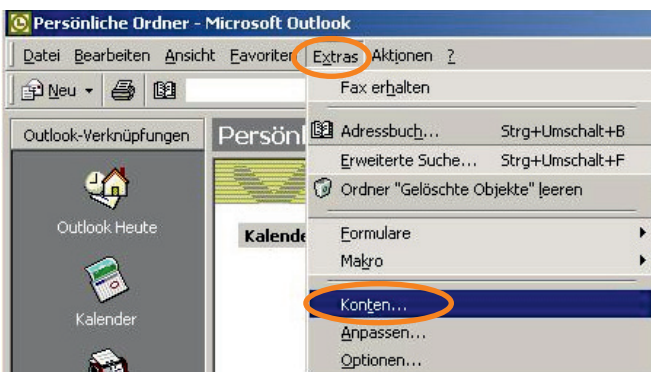 Persönliche Ordner - Microsoft Outlook
Datei Bearbeiten Ansicht Favoriten Extras Aktionen ?
Neu
Fax erhalten
Outlook-Verknüpfungen
Adressbuch... Strg+Umschalt+B
Erweiterte Suche... Strg+Umschalt+F
Ordner "Gelöschte Objekte" leeren
Outlook Heute
Formulare
Makro
Kalender
Konten...
Anpassen...
Optionen...